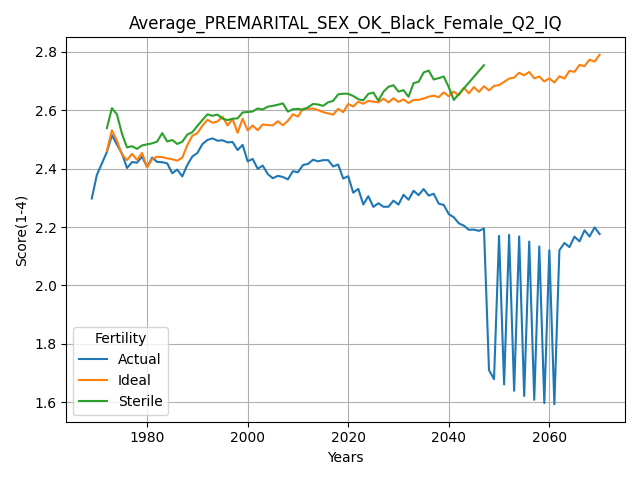 Average_PREMARITAL_SEX_OK_Black_Female_Q2_IQ
Score(1-4)
2.8
2.6
2.4
2.2
2.0
1.8
1.6
Fertility
Actual
Ideal
Sterile
1980 2000 2020 2040 2060
Years